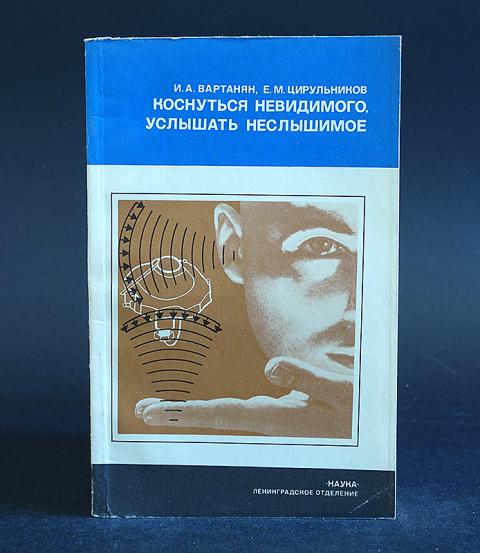 И. А. ВАРТАНЯН, Е. М. ЦИРУЛЬНИКОВ
КОСНУТЬСЯ НЕВИДИМОГО,
УСЛЫШАТЬ НЕСЛЫШИМОЕ
·НАУКА·
ЛЕНИНГРАДСКОЕ ОТДЕЛЕНИЕ